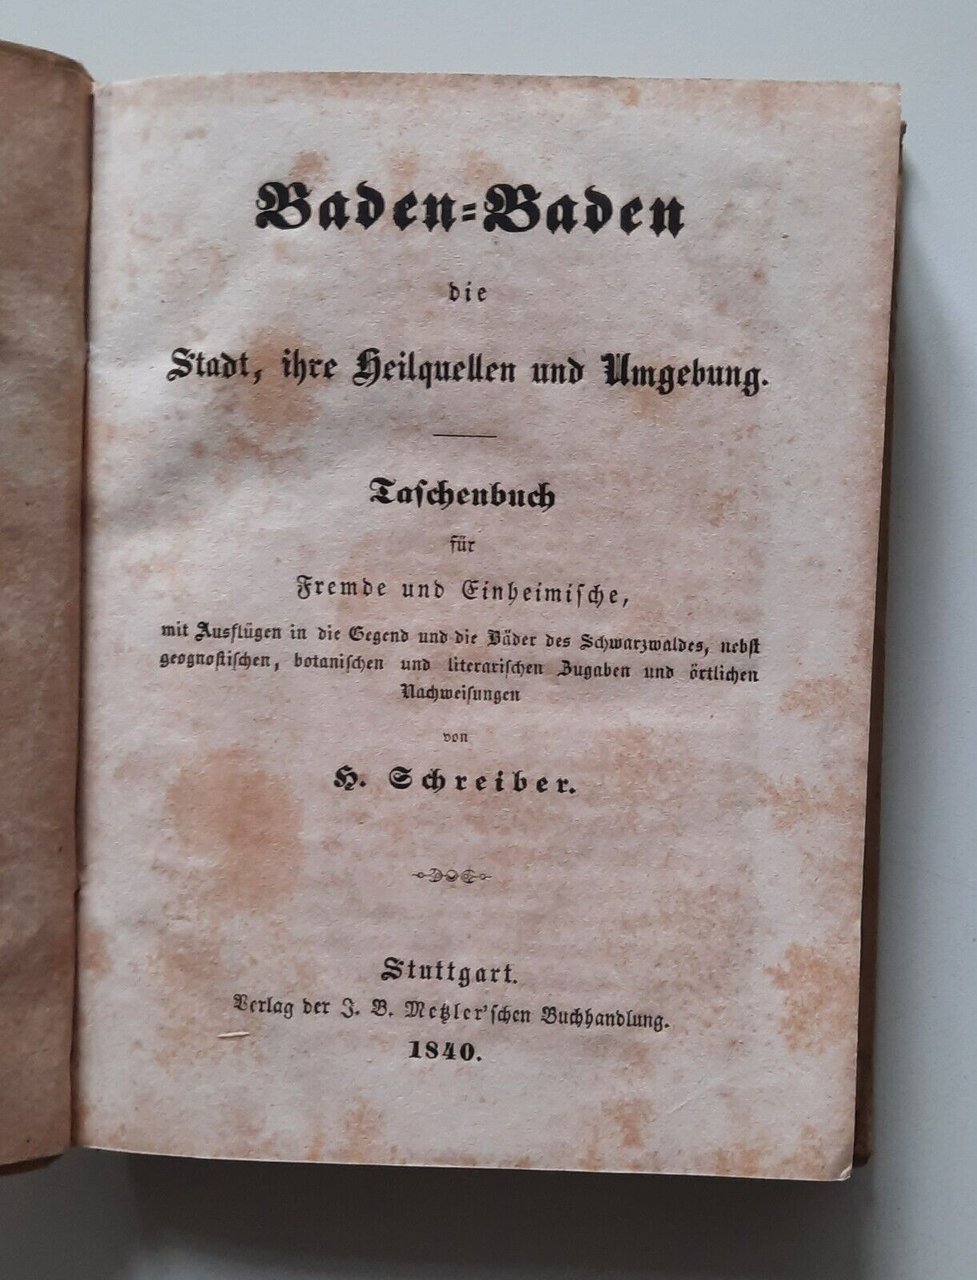 Baden-Baden
die
Stadt, ihre Heilquellen und Umgebung.
Taschenbuch
für
Fremde und Einheimische,
mit Ausflügen in die Gegend und die Bäder des Schwarzwaldes, nebst
geognostischen, botanischen und literarischen Zugaben und örtlichen
Nachweisungen
von
H. Schreiber.
Stuttgart.
Verlag der J. B. Metzler'schen Buchhandlung.
1840.